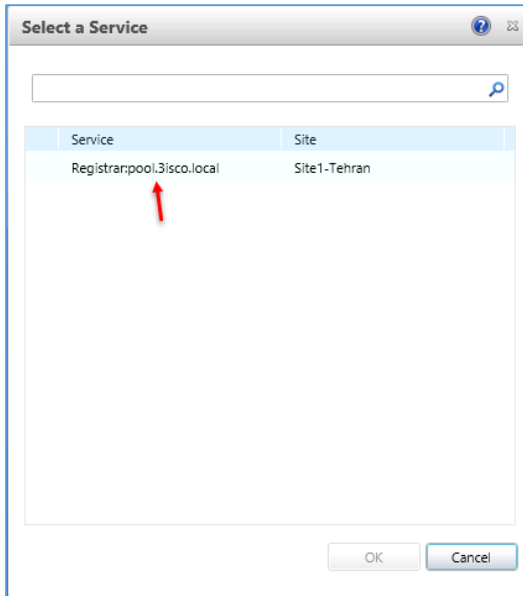 Select a Service
Service Site
Registrar:pool.3isco.local Site1-Tehran
OK Cancel